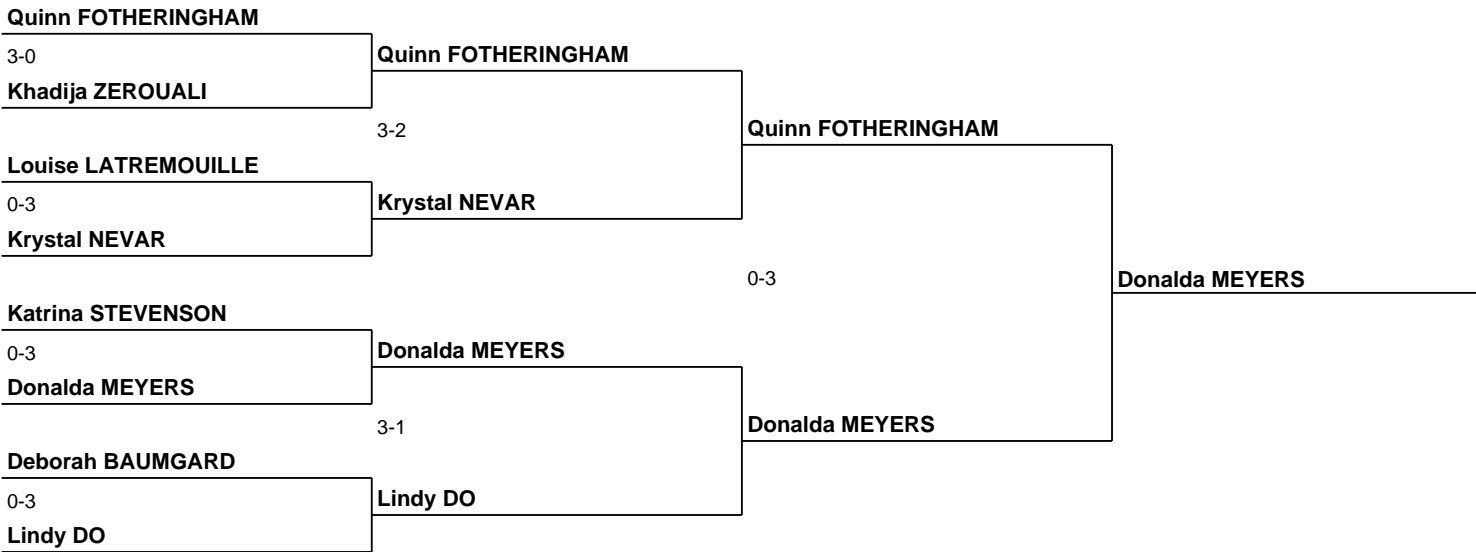 Quinn FOTHERINGHAM
3-0
Quinn FOTHERINGHAM
Khadija ZEROUALI
3-2
Quinn FOTHERINGHAM
Louise LATREMOUILLE
0-3
Krystal NEVAR
Krystal NEVAR
0-3
Donalda MEYERS
Katrina STEVENSON
0-3
Donalda MEYERS
Donalda MEYERS
3-1
Donalda MEYERS
Deborah BAUMGARD
0-3
Lindy DO
Lindy DO